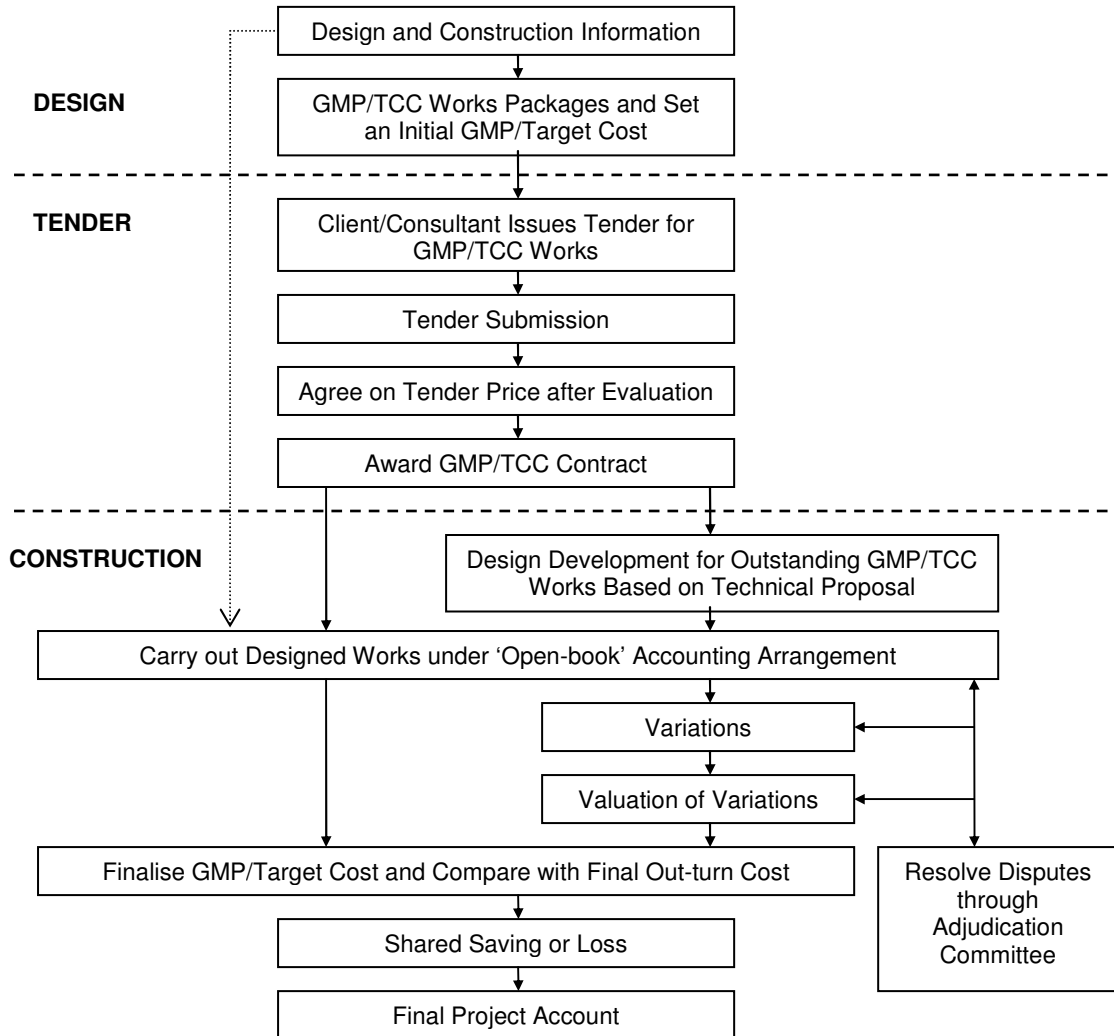 Design and Construction Information
DESIGN
GMP/TCC Works Packages and Set
an Initial GMP/Target Cost
TENDER
Client/Consultant Issues Tender for
GMP/TCC Works
Tender Submission
Agree on Tender Price after Evaluation
Award GMP/TCC Contract
CONSTRUCTION
Design Development for Outstanding GMP/TCC
Works Based on Technical Proposal
Carry out Designed Works under ‘Open-book’ Accounting Arrangement
Variations
Valuation of Variations
Finalise GMP/Target Cost and Compare with Final Out-turn Cost
Resolve Disputes
through
Adjudication
Committee
Shared Saving or Loss
Final Project Account